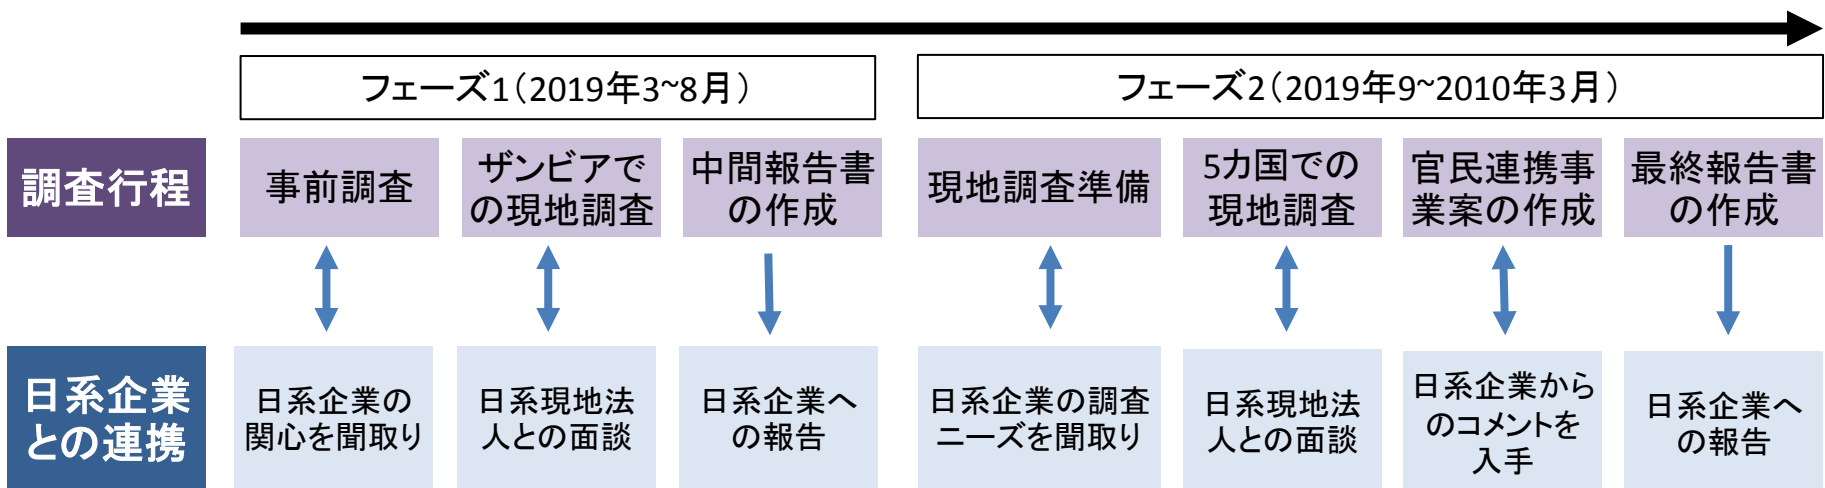 フェーズ1（2019年3~8月）
フェーズ2（2019年9~2010年3月）
調査行程
事前調査
ザンビアで
の現地調査
中間報告書
の作成
現地調査準備
5カ国での
現地調査
官民連携事
業案の作成
最終報告書
の作成
日系企業
との連携
日系企業の
関心を聞取り
日系現地法
人との面談
日系企業へ
の報告
日系企業の調査
ニーズを聞取り
日系現地法
人との面談
日系企業から
のコメントを
入手
日系企業へ
の報告